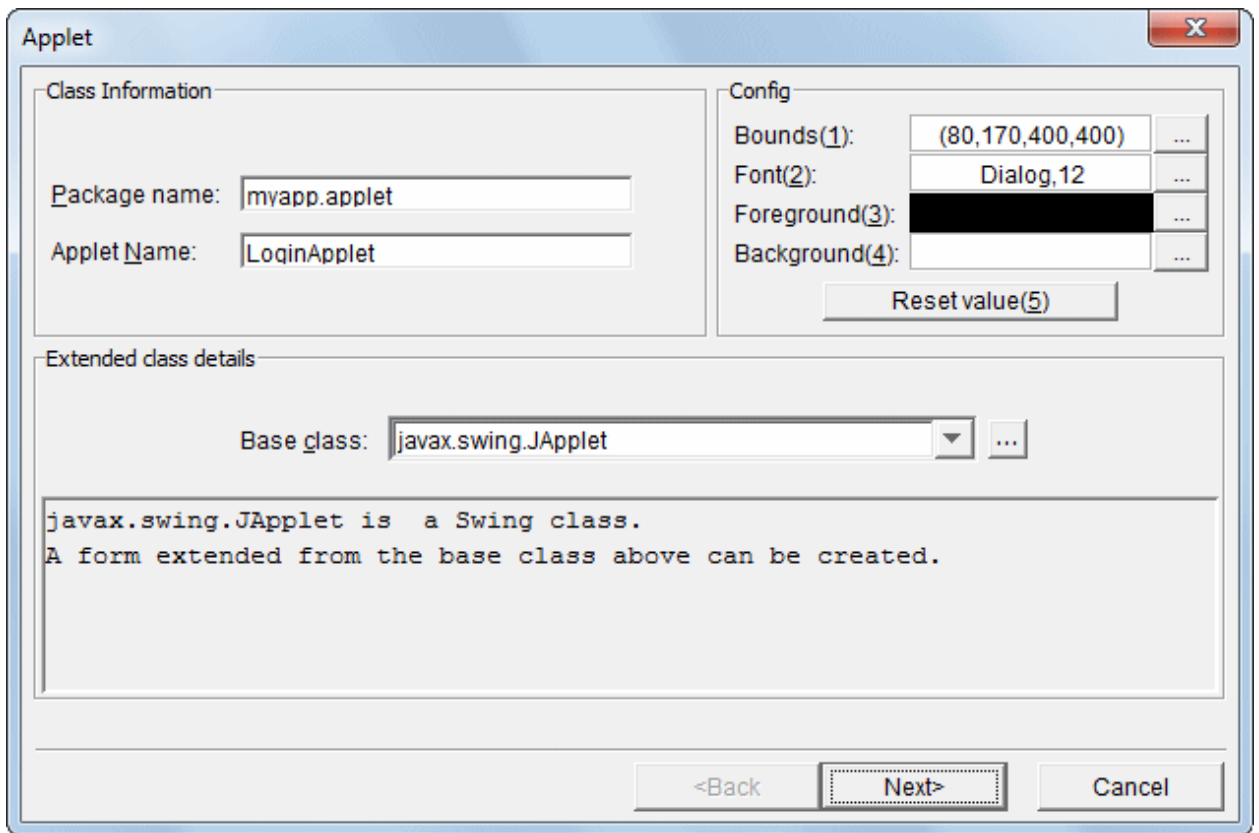 Applet
Class Information
Package name: myapp.applet
Applet Name: LoginApplet
Config
Bounds(1): (80,170,400,400) ...
Font(2): Dialog,12 ...
Foreground(3): ...
Background(4): ...
Reset value(5)
Extended class details
Base class: javax.swing.JApplet ...
javax.swing.JApplet is  a Swing class.
A form extended from the base class above can be created.
<Back Next> Cancel